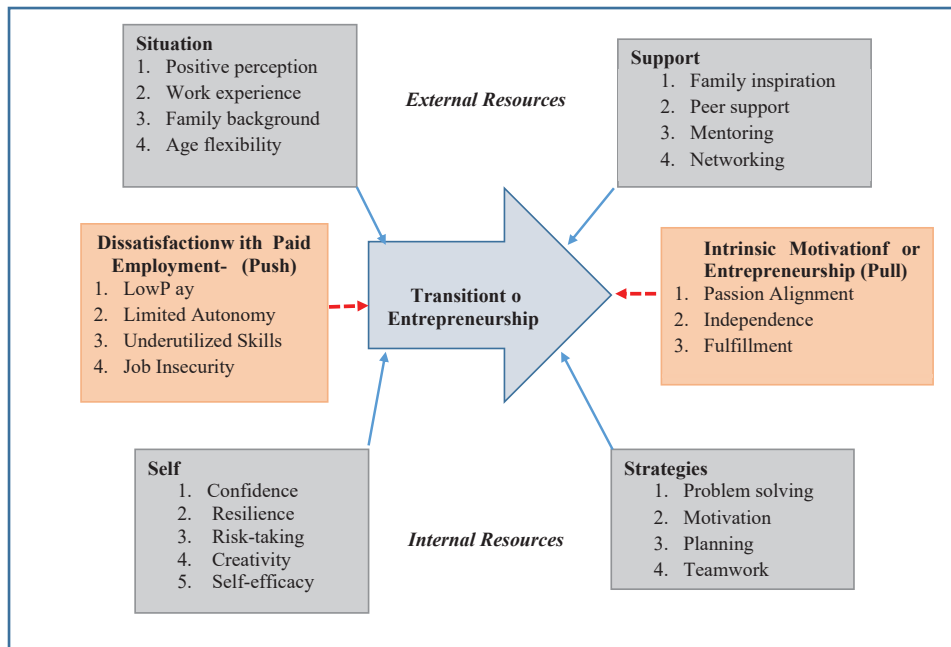 Situation
1. Positive perception
2. Work experience
3. Family background
4. Age flexibility
External Resources
Support
1. Family inspiration
2. Peer support
3. Mentoring
4. Networking
Dissatisfactionw ith Paid
Employment- (Push)
1. LowP ay
2. Limited Autonomy
3. Underutilized Skills
4. Job Insecurity
Transitiont o
Entrepreneurship
Intrinsic Motivationf or
Entrepreneurship (Pull)
1. Passion Alignment
2. Independence
3. Fulfillment
Self
1. Confidence
2. Resilience
3. Risk-taking
4. Creativity
5. Self-efficacy
Internal Resources
Strategies
1. Problem solving
2. Motivation
3. Planning
4. Teamwork